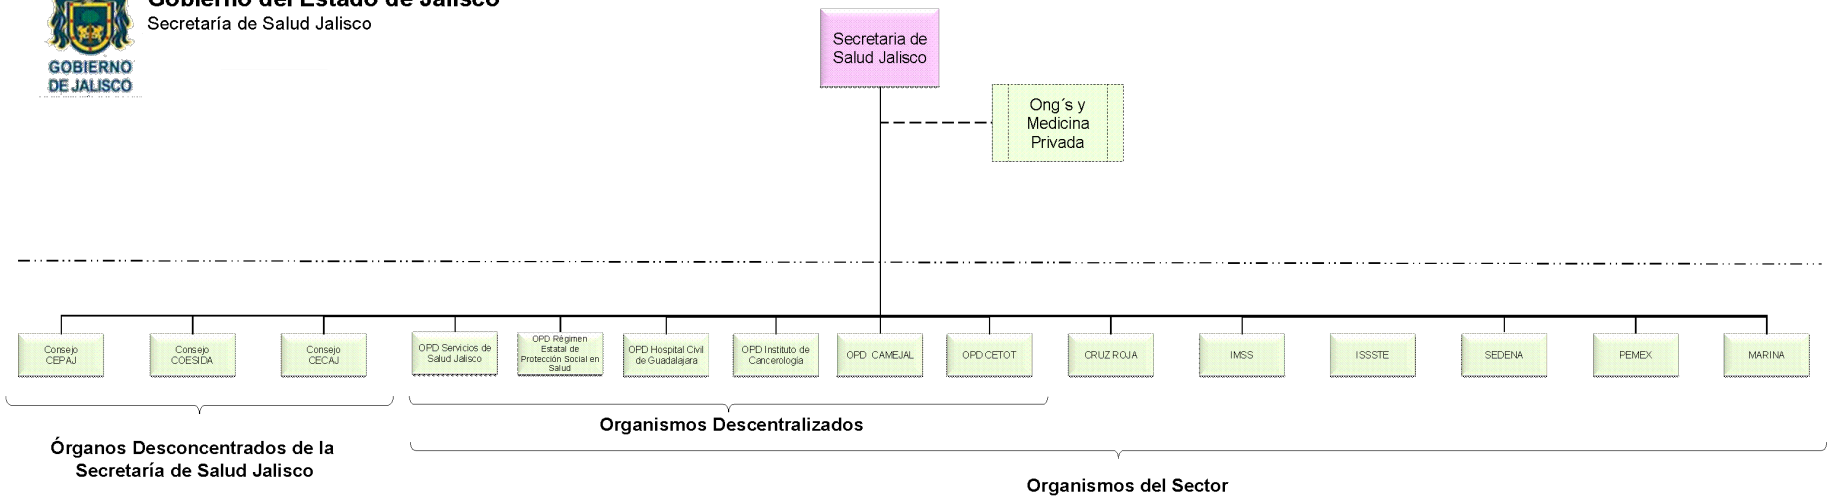 Gobierno del Estado de Jalisco
Secretaría de Salud Jalisco
GOBIERNO
DE JALISCO
Secretaria de
Salud Jalisco
Ong´s y
Medicina
Privada
Consejo
CEPAJ
Consejo
COESIDA
Consejo
CECAJ
OPD Servicios de
Salud Jalisco
OPD Régimen
Estatal de
Protección Social en
Salud
OPD Hospital Civil
de Guadalajara
OPD Instituto de
Cancerología
OPD CAMEJAL
OPD CETOT
CRUZ ROJA
IMSS
ISSSTE
SEDENA
PEMEX
MARINA
Organismos Descentralizados
Órganos Desconcentrados de la
Secretaría de Salud Jalisco
Organismos del Sector